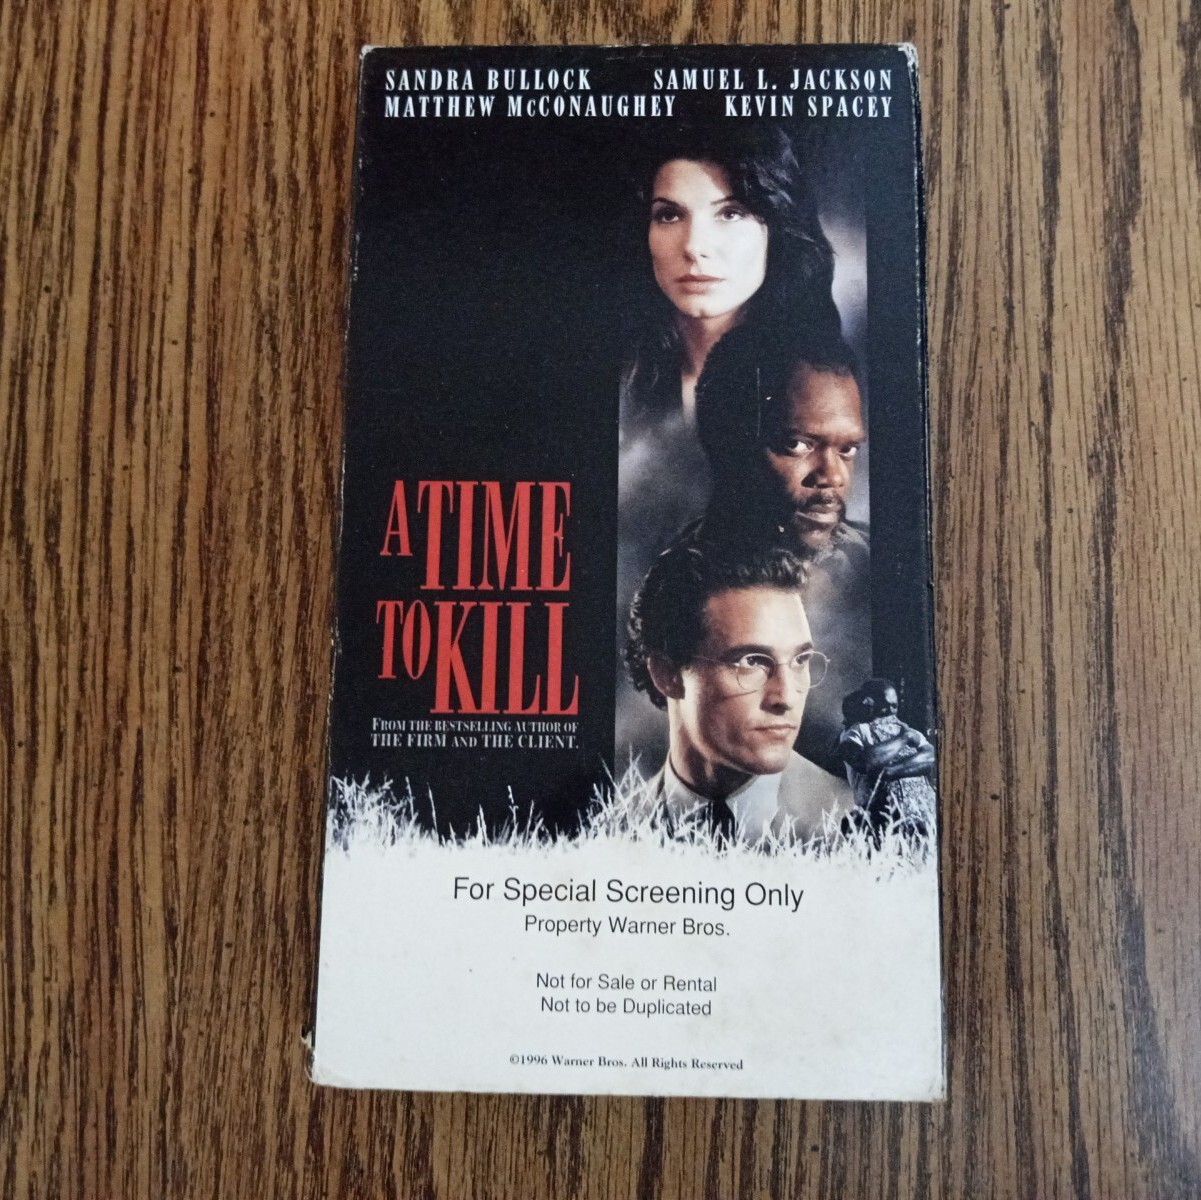 SANDRA BULLOCK SAMUEL L. JACKSON
MATTHEW McCONAUGHEY KEVIN SPACEY
A TIME
TO KILL
FROM THE BESTSELLING AUTHOR OF
THE FIRM AND THE CLIENT.
For Special Screening Only
Property Warner Bros.
Not for Sale or Rental
Not to be Duplicated
©1996 Warner Bros. All Rights Reserved